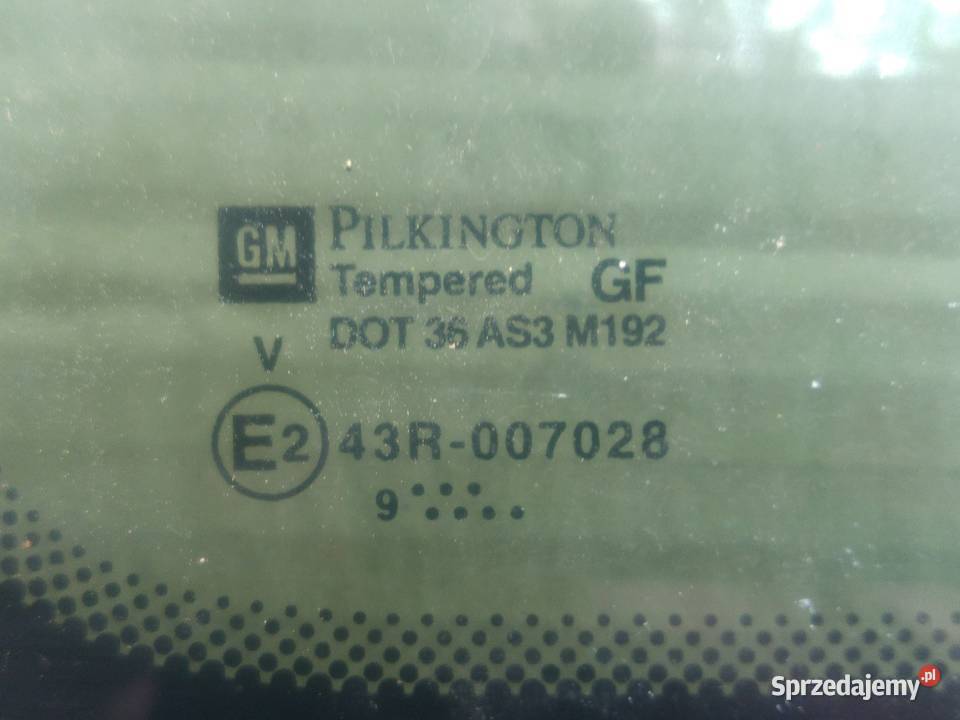 GM PILKINGTON
Tempered GF
DOT 36 AS3 M192
V
E2 43R-007028
9
Sprzedajemy.pl